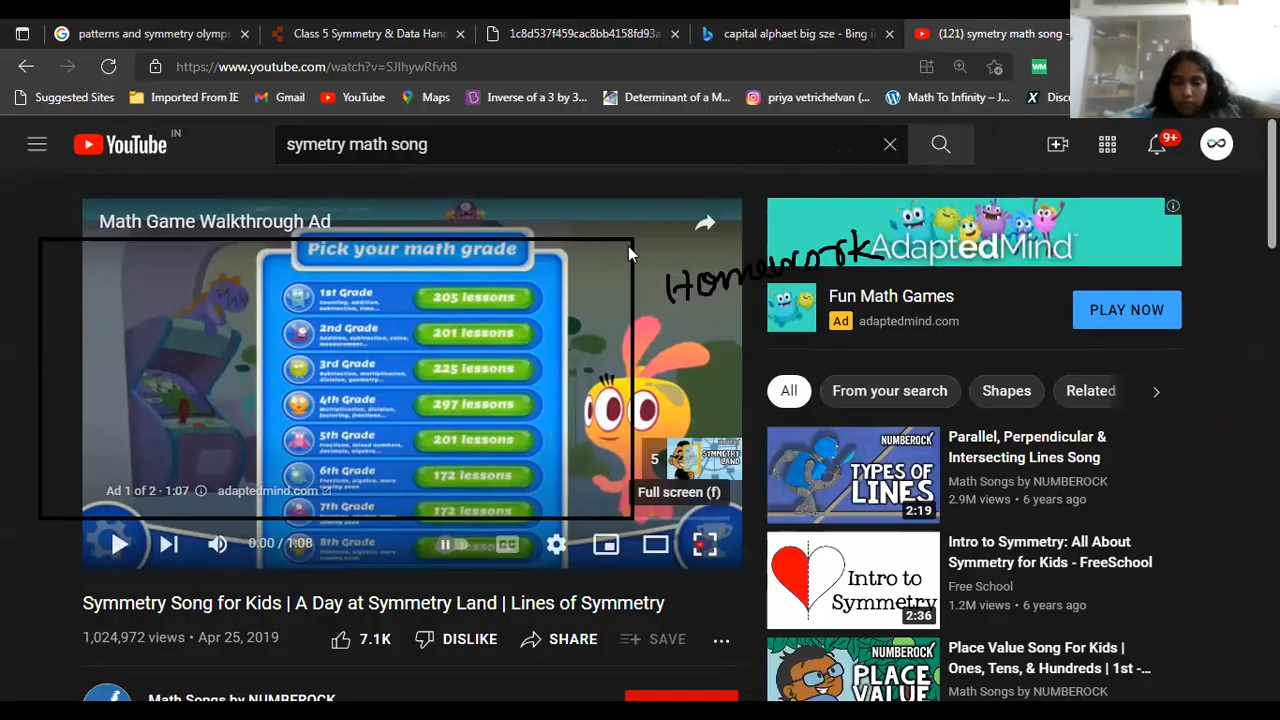 patterns and symmetry olymp
Class 5 Symmetry & Data Han
1c8d537f459cac8bb4158fd93a
capital alphaet big sze - Bing i
(121) symetry math song -
https://www.youtube.com/watch?v=SJIhywRfvh8
WM
Suggested Sites
Imported From IE
Gmail
YouTube
Maps
Inverse of a 3 by 3...
Determinant of a M...
priya vetrichelvan (...
Math To Infinity – J...
Discu
YouTube IN
symetry math song
9+
Math Game Walkthrough Ad
Pick your math grade
1st Grade
205 lessons
2nd Grade
201 lessons
3rd Grade
225 lessons
4th Grade
297 lessons
5th Grade
201 lessons
6th Grade
172 lessons
7th Grade
172 lessons
8th Grade
Homework
Ad 1 of 2 · 1:07
adaptedmind.com
5
SYMMETRY
LAND
Full screen (f)
0:00 / 1:08
CC
Symmetry Song for Kids | A Day at Symmetry Land | Lines of Symmetry
1,024,972 views • Apr 25, 2019
7.1K
DISLIKE
SHARE
SAVE
Math Songs by NUMBEROCK
AdaptedMind
Fun Math Games
Ad adaptedmind.com
PLAY NOW
All
From your search
Shapes
Related
NUMBEROCK
TYPES OF
LINES
2:19
Parallel, Perpendicular &
Intersecting Lines Song
Math Songs by NUMBEROCK
2.9M views • 6 years ago
Intro to
Symmetry
2:36
Intro to Symmetry: All About
Symmetry for Kids - FreeSchool
Free School
1.2M views • 6 years ago
NUMBEROCK
PLACE
VALUE
Place Value Song For Kids |
Ones, Tens, & Hundreds | 1st -...
Math Songs by NUMBEROCK